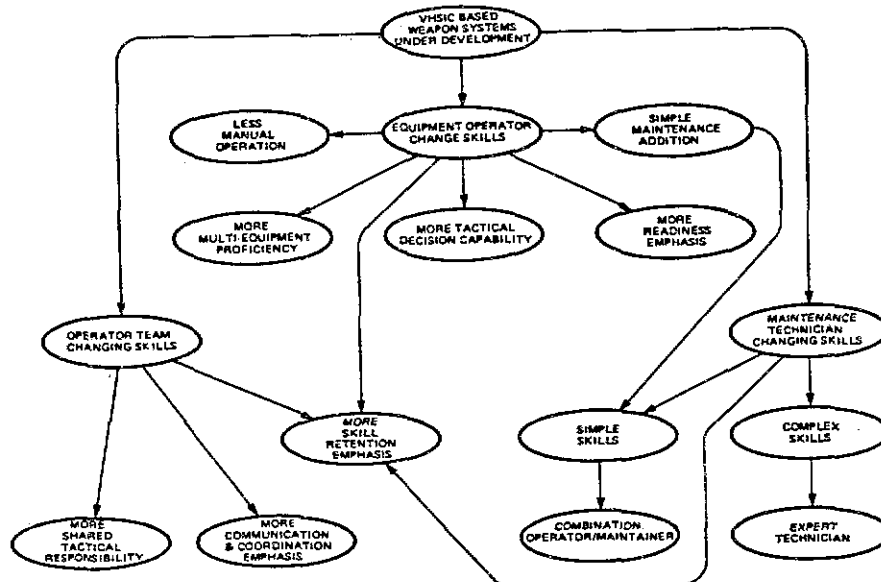 VHSIC BASED
WEAPON SYSTEMS
UNDER DEVELOPMENT
LESS
MANUAL
OPERATION
EQUIPMENT OPERATOR
CHANGE SKILLS
SIMPLE
MAINTENANCE
ADDITION
MORE
MULTI-EQUIPMENT
PROFICIENCY
MORE TACTICAL
DECISION CAPABILITY
MORE
READINESS
EMPHASIS
OPERATOR TEAM
CHANGING SKILLS
MAINTENANCE
TECHNICIAN
CHANGING SKILLS
MORE
SKILL
RETENTION
EMPHASIS
SIMPLE
SKILLS
COMPLEX
SKILLS
MORE
SHARED
TACTICAL
RESPONSIBILITY
MORE
COMMUNICATION
& COORDINATION
EMPHASIS
COMBINATION
OPERATOR/MAINTAINER
EXPERT
TECHNICIAN